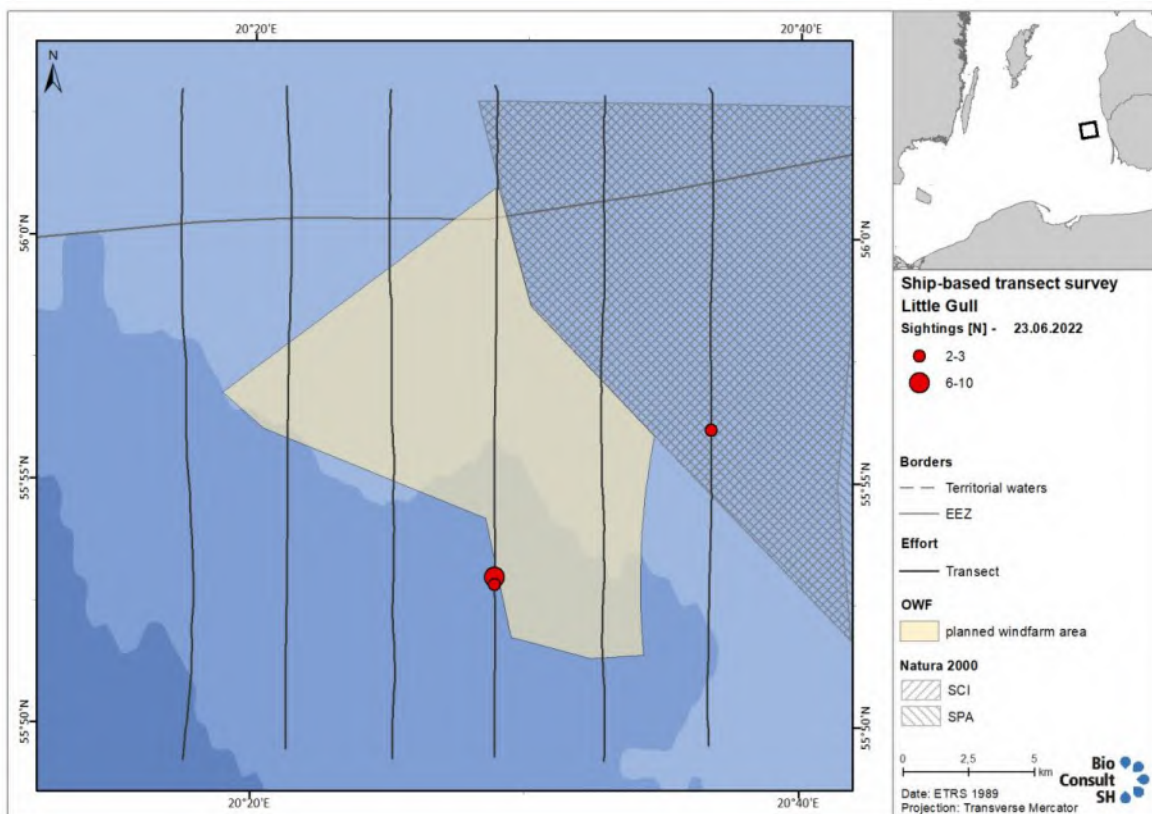 20°20'E
20°40'E
N
56°0'N
56°0'N
55°55'N
55°55'N
55°50'N
55°50'N
20°20'E
20°40'E
Ship-based transect survey
Little Gull
Sightings [N] - 23.06.2022
2-3
6-10
Borders
Territorial waters
EEZ
Effort
Transect
OWF
planned windfarm area
Natura 2000
SCI
SPA
0 2,5 5
km
Date: ETRS 1989
Projection: Transverse Mercator
Bio
Consult
SH